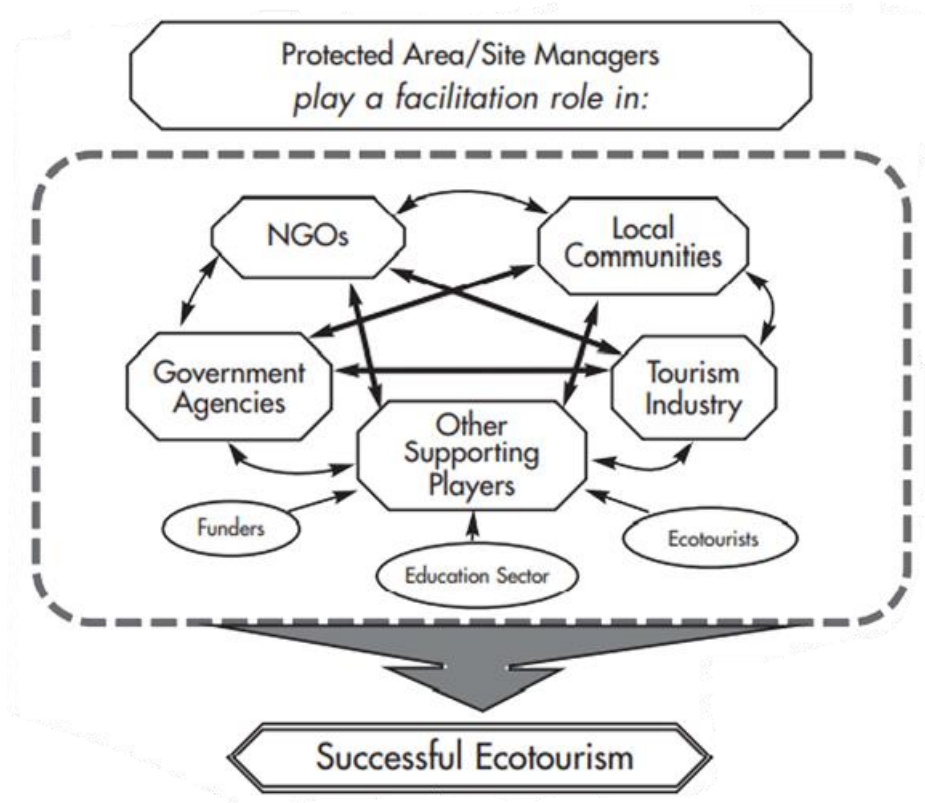 Protected Area/Site Managers
play a facilitation role in:
NGOs
Local
Communities
Government
Agencies
Tourism
Industry
Other
Supporting
Players
Funders
Education Sector
Ecotourists
Successful Ecotourism